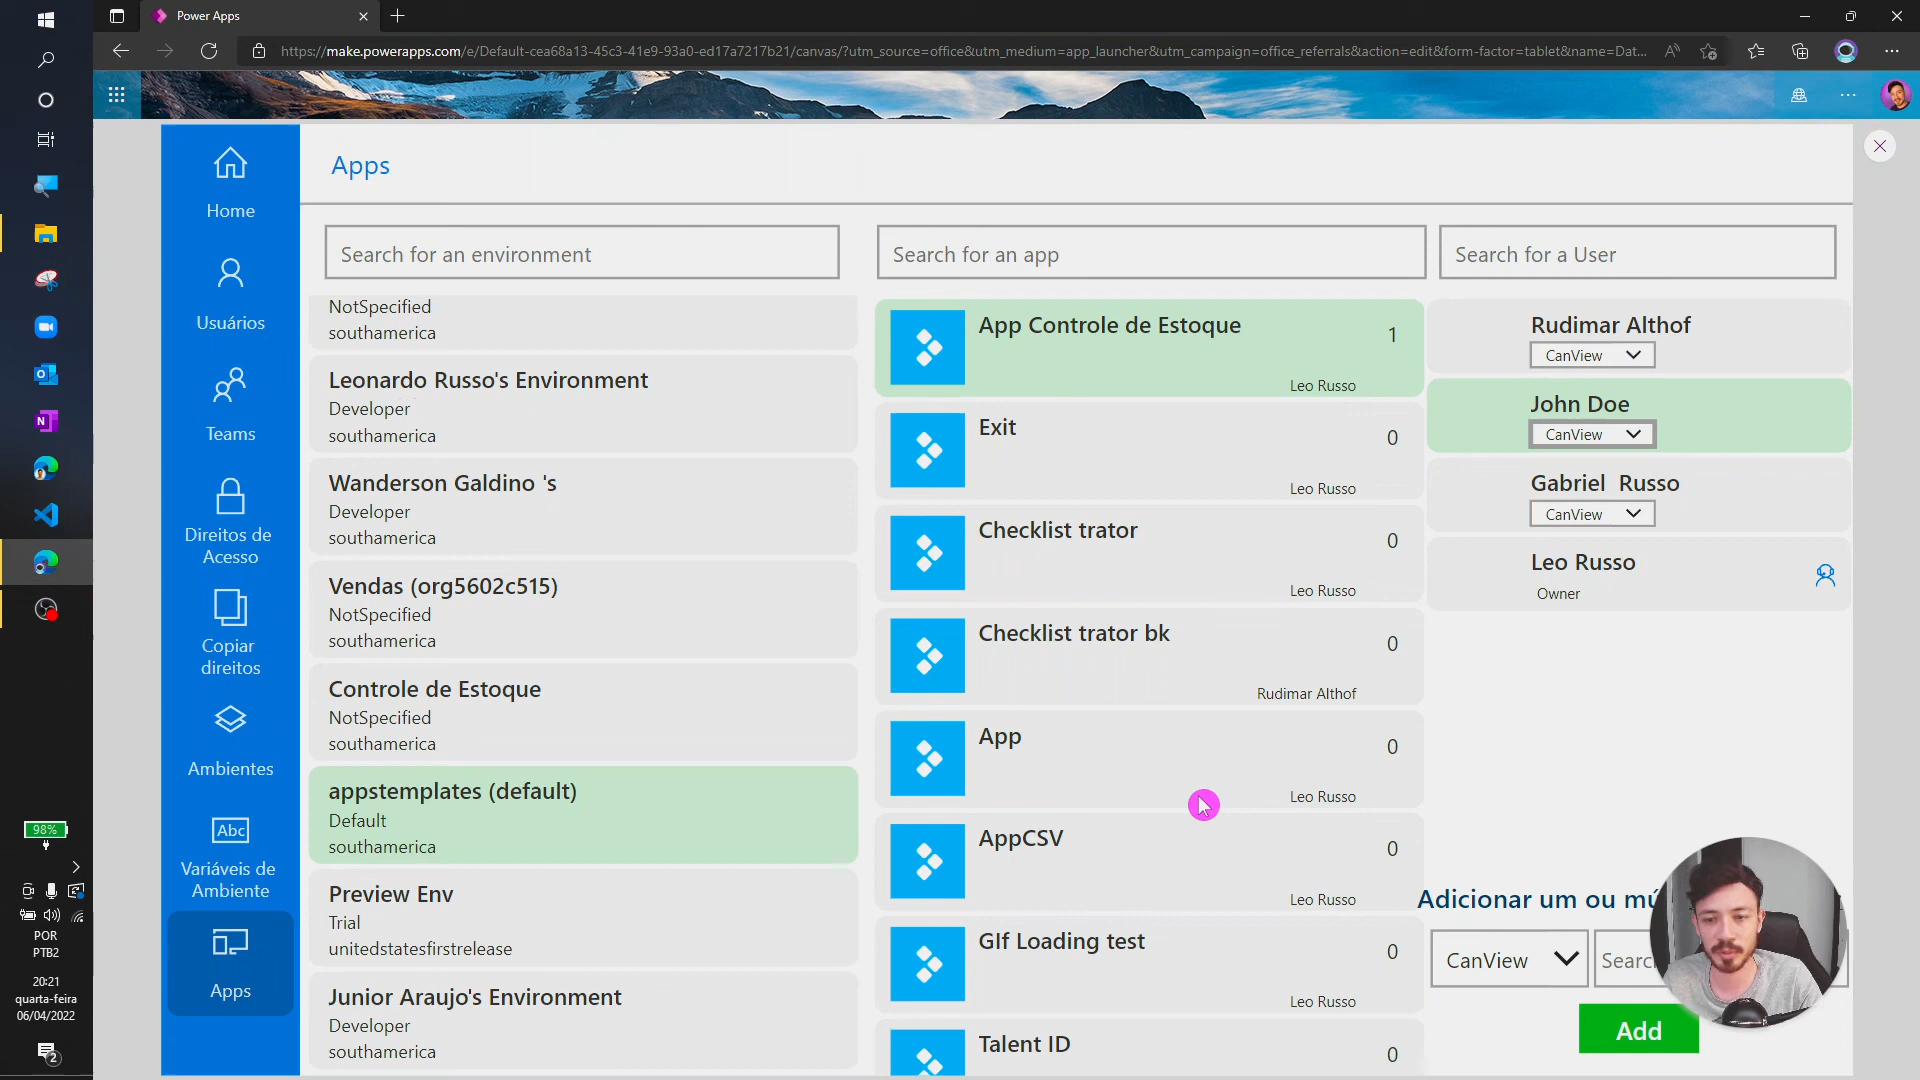 Power Apps
https://make.powerapps.com/e/Default-cea68a13-45c3-41e9-93a0-ed17a7217b21/canvas/?utm_source=office&utm_medium=app_launcher&utm_campaign=office_referrals&action=edit&form-factor=tablet&name=Dat...
Home
Usuários
Teams
Direitos de
Acesso
Copiar
direitos
Ambientes
Abc
Variáveis de
Ambiente
Apps
Apps
Search for an environment
NotSpecified
southamerica
Leonardo Russo's Environment
Developer
southamerica
Wanderson Galdino 's
Developer
southamerica
Vendas (org5602c515)
NotSpecified
southamerica
Controle de Estoque
NotSpecified
southamerica
appstemplates (default)
Default
southamerica
Preview Env
Trial
unitedstatesfirstrelease
Junior Araujo's Environment
Developer
southamerica
Search for an app
App Controle de Estoque
1
Leo Russo
Exit
0
Leo Russo
Checklist trator
0
Leo Russo
Checklist trator bk
0
Rudimar Althof
App
0
Leo Russo
AppCSV
0
Leo Russo
GIf Loading test
0
Leo Russo
Talent ID
0
Search for a User
Rudimar Althof
CanView
John Doe
CanView
Gabriel Russo
CanView
Leo Russo
Owner
Adicionar um ou mú
CanView
Searc
Add
98%
POR
PTB2
20:21
quarta-feira
06/04/2022
2